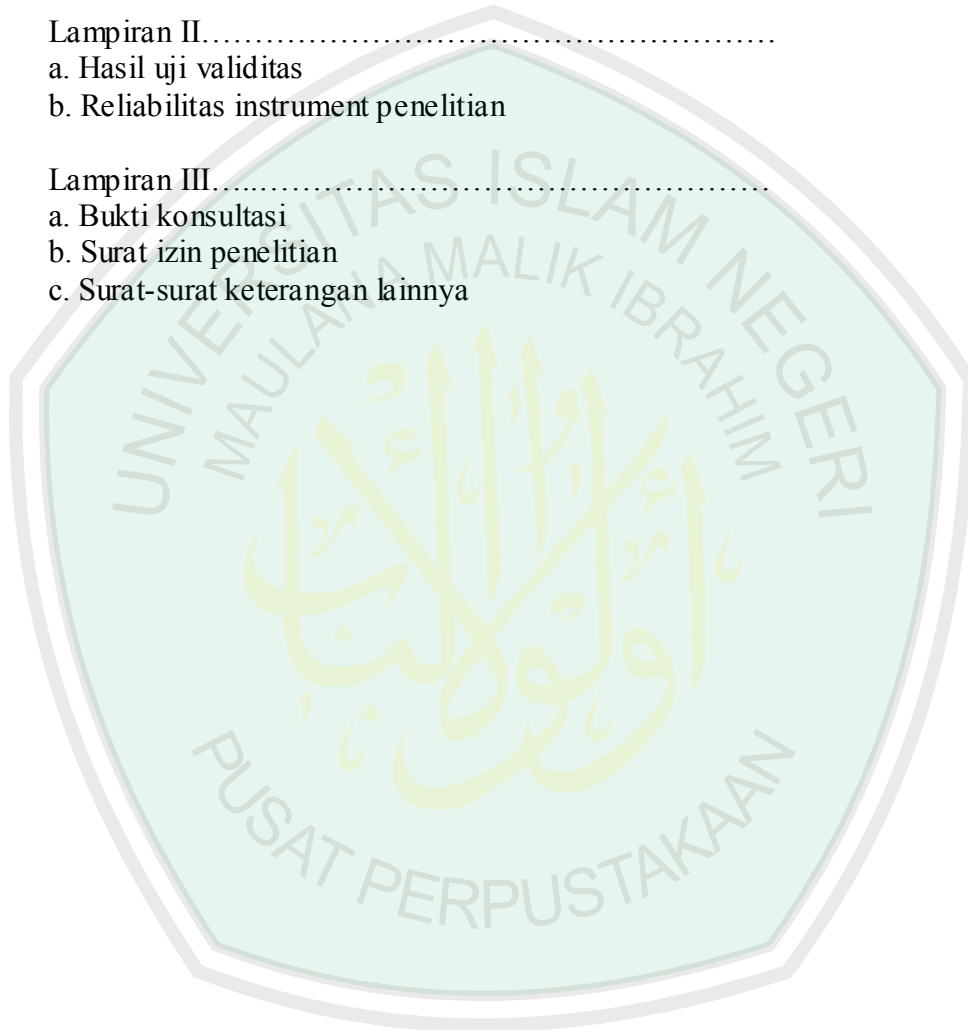 Lampiran II……………………………………………….
a. Hasil uji validitas
b. Reliabilitas instrument penelitian
Lampiran III…..…………………………………………
a. Bukti konsultasi
b. Surat izin penelitian
c. Surat-surat keterangan lainnya
UNIVERSITAS ISLAM NEGERI
MAULANA MALIK IBRAHIM
PUSAT PERPUSTAKAAN